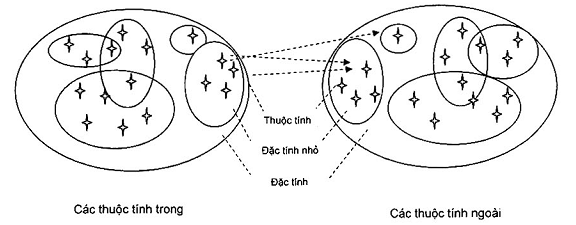 Thuộc tính
Đặc tính nhỏ
Đặc tính
Các thuộc tính trong
Các thuộc tính ngoài